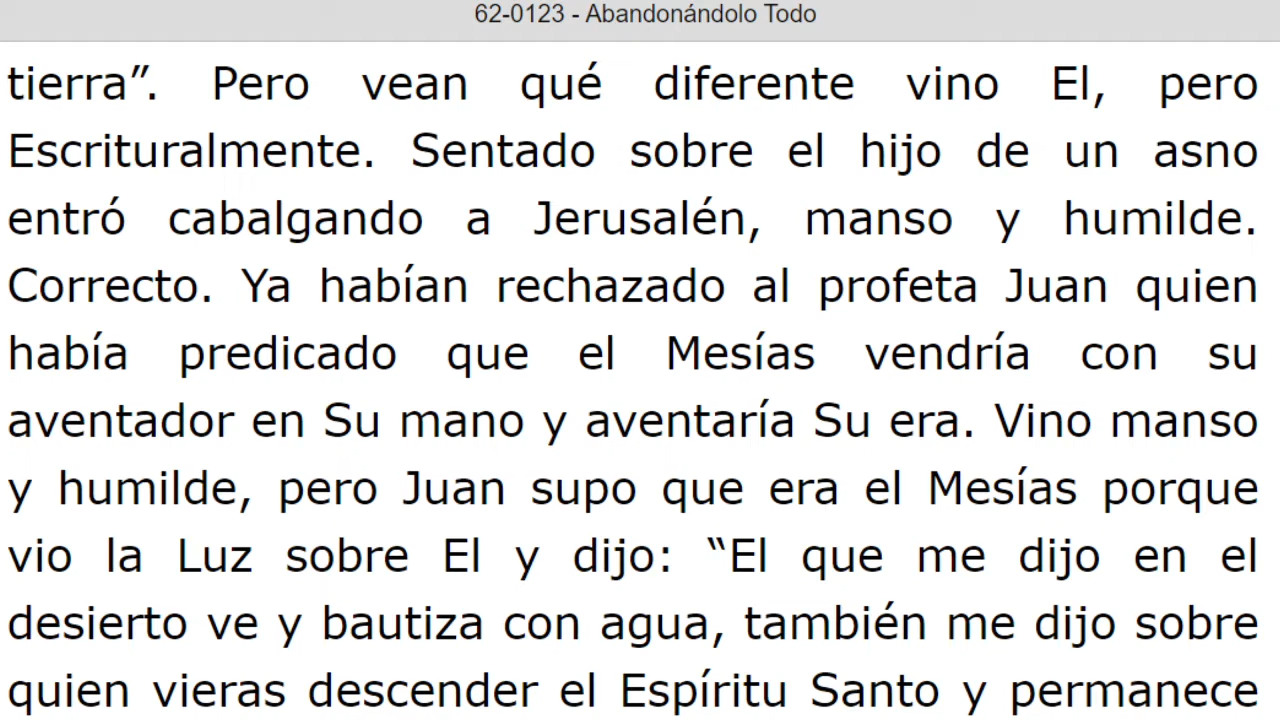 62-0123 - Abandonándolo Todo
tierra”. Pero vean qué diferente vino El, pero
Escrituralmente. Sentado sobre el hijo de un asno
entró cabalgando a Jerusalén, manso y humilde.
Correcto. Ya habían rechazado al profeta Juan quien
había predicado que el Mesías vendría con su
aventador en Su mano y aventaría Su era. Vino manso
y humilde, pero Juan supo que era el Mesías porque
vio la Luz sobre El y dijo: “El que me dijo en el
desierto ve y bautiza con agua, también me dijo sobre
quien vieras descender el Espíritu Santo y permanece